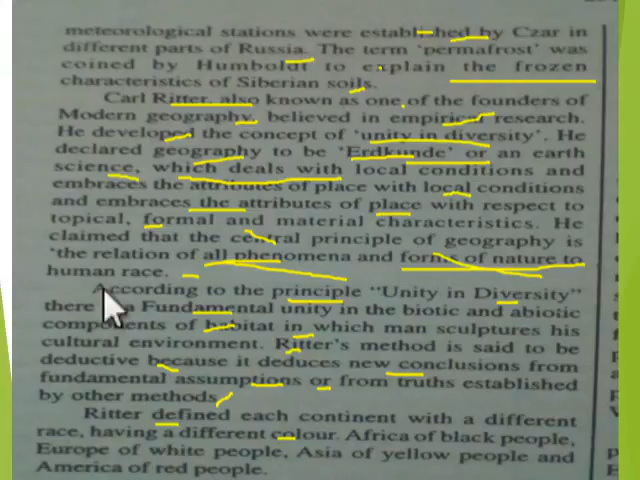 meteorological stations were established by Czar in
different parts of Russia. The term 'permafrost' was
coined by Humboldt to explain the frozen
characteristics of Siberian soils.
Carl Ritter, also known as one of the founders of
Modern geography, believed in empirical research.
He developed the concept of 'unity in diversity'. He
declared geography to be 'Erdkunde' or an earth
science, which deals with local conditions and
embraces the attributes of place with local conditions
and embraces the attributes of place with respect to
topical, formal and material characteristics. He
claimed that the central principle of geography is
'the relation of all phenomena and forms of nature to
human race.
According to the principle "Unity in Diversity"
there a Fundamental unity in the biotic and abiotic
components of habitat in which man sculptures his
cultural environment. Ritter's method is said to be
deductive because it deduces new conclusions from
fundamental assumptions or from truths established
by other methods
Ritter defined each continent with a different
race, having a different colour. Africa of black people,
Europe of white people, Asia of yellow people and
America of red people.